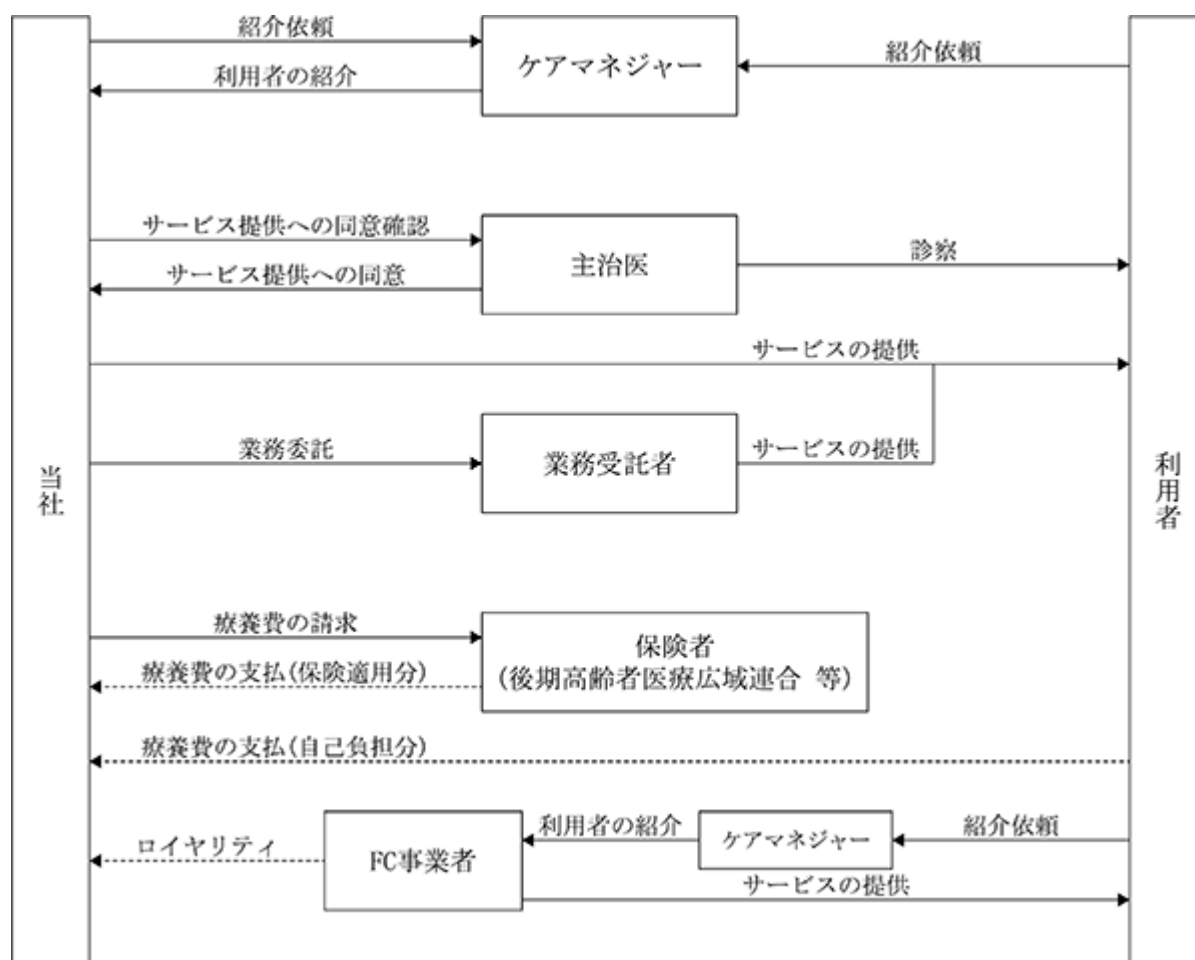 紹介依頼
利用者の紹介
ケアマネジャー
紹介依頼
サービス提供への同意確認
サービス提供への同意
主治医
診察
サービスの提供
業務委託
業務受託者
サービスの提供
当社
利用者
療養費の請求
療養費の支払(保険適用分)
保険者
(後期高齢者医療広域連合 等)
療養費の支払(自己負担分)
ロイヤリティ
FC事業者
利用者の紹介
ケアマネジャー
紹介依頼
サービスの提供